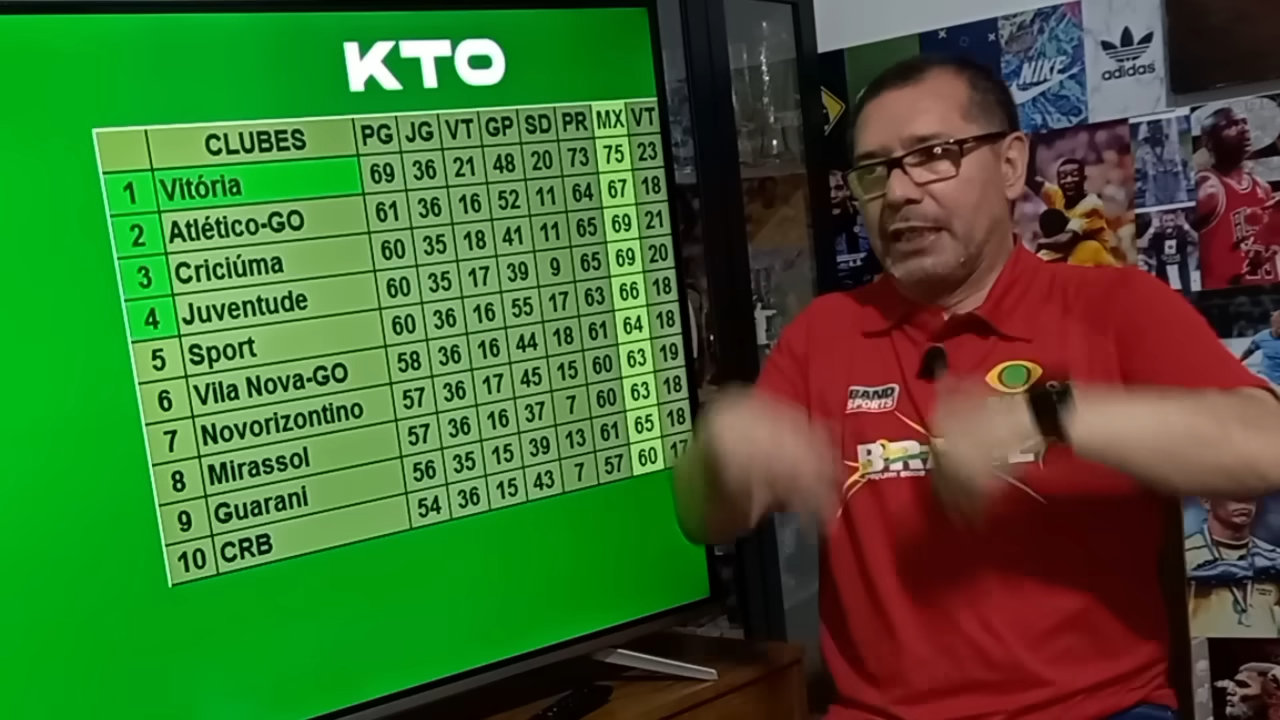 KTO
CLUBES PG JG VT GP SD PR MX VT
1 Vitória 69 36 21 48 20 73 75 23
2 Atlético-GO 61 36 16 52 11 64 67 18
3 Criciúma 60 35 18 41 11 65 69 21
4 Juventude 60 35 17 39 9 65 69 20
5 Sport 60 36 16 55 17 63 66 18
6 Vila Nova-GO 58 36 16 44 18 61 64 18
7 Novorizontino 57 36 17 45 15 60 63 19
8 Mirassol 57 36 16 37 7 60 63 18
9 Guarani 56 35 15 39 13 61 65 18
10 CRB 54 36 15 43 7 57 60 17
NIKE
adidas
BAND
SPORTS